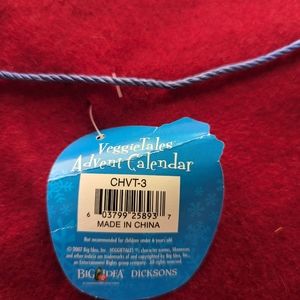 VeggieTales
Advent Calendar
CHVT-3
6 03799 25893 7
MADE IN CHINA
Not recommended for children under 4 years old
© 2007 Big Idea, Inc. VEGGIETALES ®, character names, likenesses,
and other indicia are trademarks of and copyrighted by Big Idea, Inc.,
an Entertainment Rights group company. All rights reserved.
BIG IDEA DICKSONS